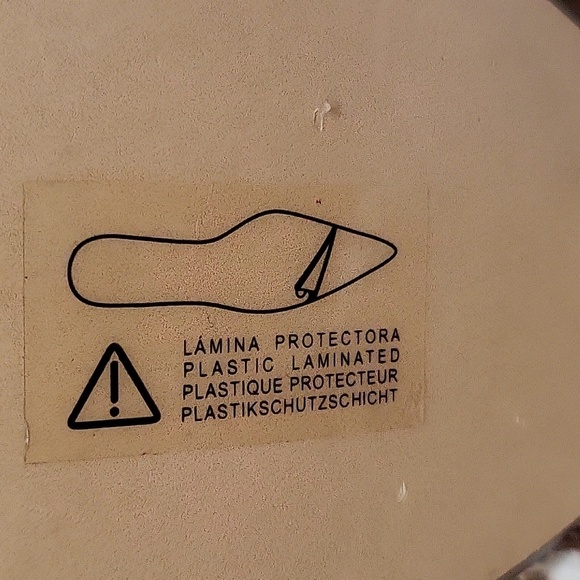 LÁMINA PROTECTORA
PLASTIC LAMINATED
PLASTIQUE PROTECTEUR
PLASTIKSCHUTZSCHICHT